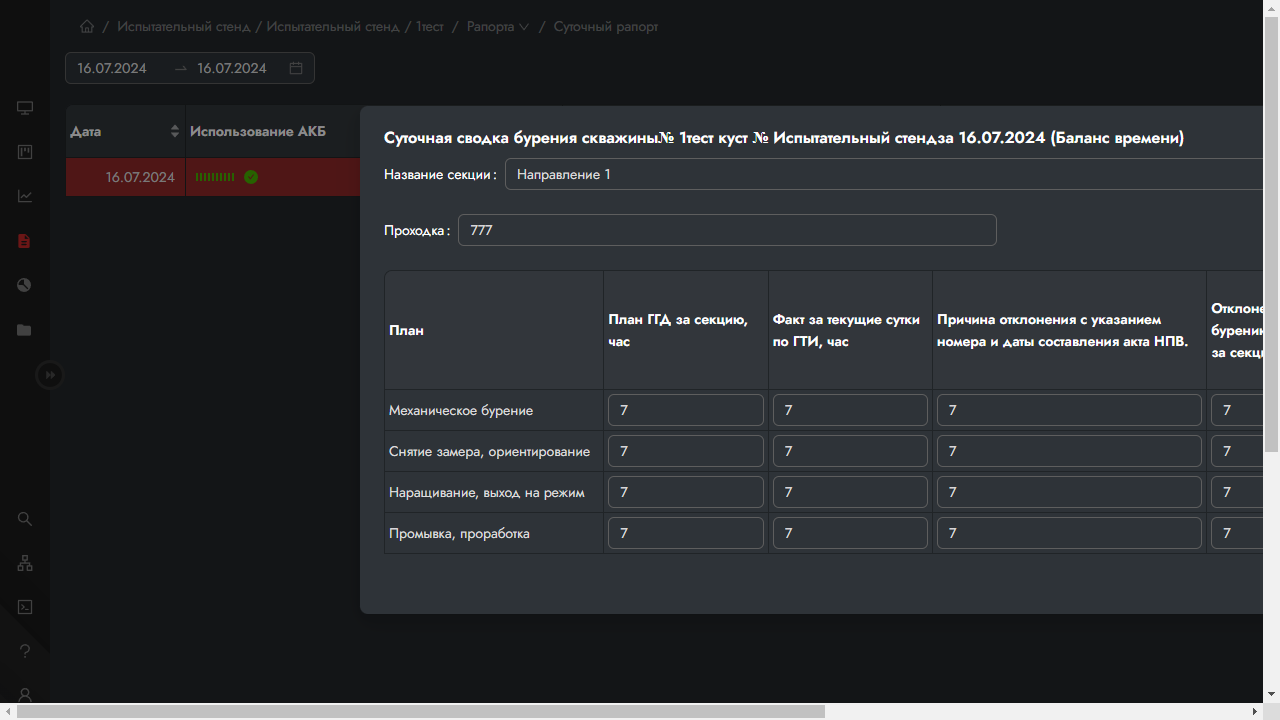 / Испытательный стенд / Испытательный стенд / 1тест / Рапорта / Суточный рапорт
16.07.2024 → 16.07.2024
Дата
Использование АКБ
16.07.2024
Суточная сводка бурения скважины№ 1тест куст № Испытательный стендза 16.07.2024 (Баланс времени)
Название секции : Направление 1
Проходка : 777
План
План ГГД за секцию,
час
Факт за текущие сутки
по ГТИ, час
Причина отклонения с указанием
номера и даты составления акта НПВ.
за
Механическое бурение 7 7 7 7
Снятие замера, ориентирование 7 7 7 7
Наращивание, выход на режим 7 7 7 7
Промывка, проработка 7 7 7 7